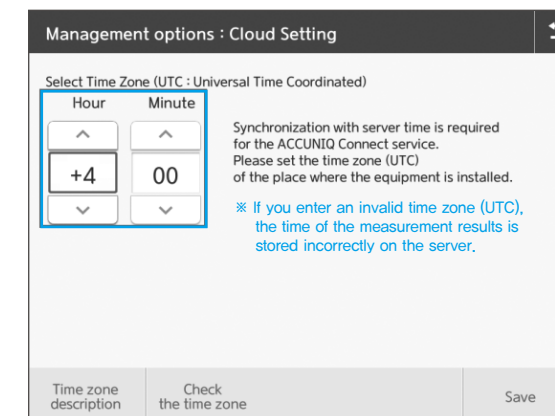 Management options : Cloud Setting
Select Time Zone (UTC : Universal Time Coordinated)
Hour Minute
+4 00
Synchronization with server time is required
for the ACCUNIQ Connect service.
Please set the time zone (UTC)
of the place where the equipment is installed.
※ If you enter an invalid time zone (UTC),
the time of the measurement results is
stored incorrectly on the server.
Time zone
description
Check
the time zone
Save